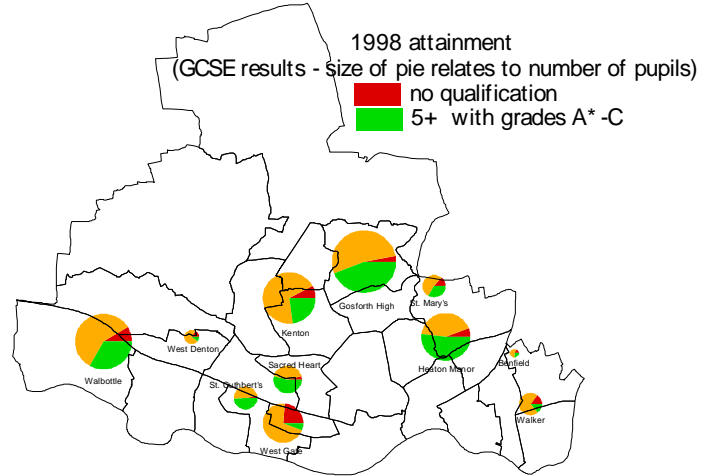 1998 attainment
(GCSE results - size of pie relates to number of pupils)
no qualification
5+ with grades A* -C
Gosforth High
St. Mary's
Kenton
West Denton
Heaton Manor
Benfield
Sacred Heart
Walbottle
St. Cuthbert's
Walker
West Gate